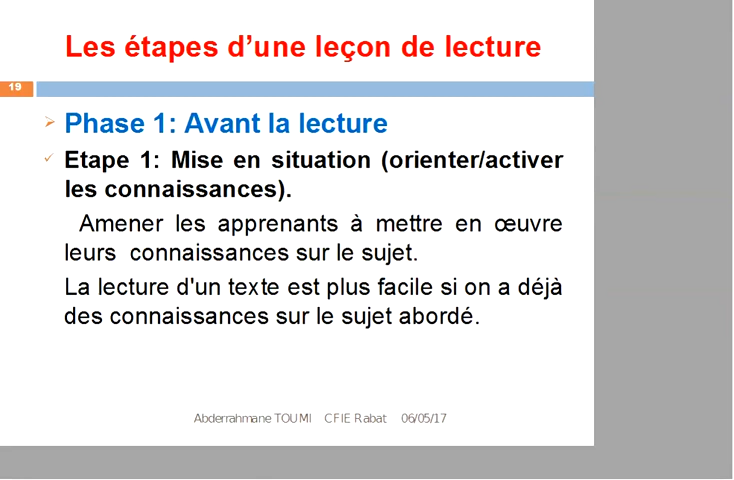 Les étapes d’une leçon de lecture
19
Phase 1: Avant la lecture
Etape 1: Mise en situation (orienter/activer
les connaissances).
Amener les apprenants à mettre en œuvre
leurs connaissances sur le sujet.
La lecture d'un texte est plus facile si on a déjà
des connaissances sur le sujet abordé.
Abderrahmane TOUMI CFIE Rabat 06/05/17